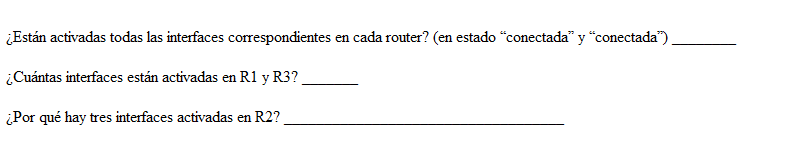 ¿Están activadas todas las interfaces correspondientes en cada router? (en estado “conectada” y “conectada”) ________
¿Cuántas interfaces están activadas en R1 y R3? _______
¿Por qué hay tres interfaces activadas en R2? ___________________________________